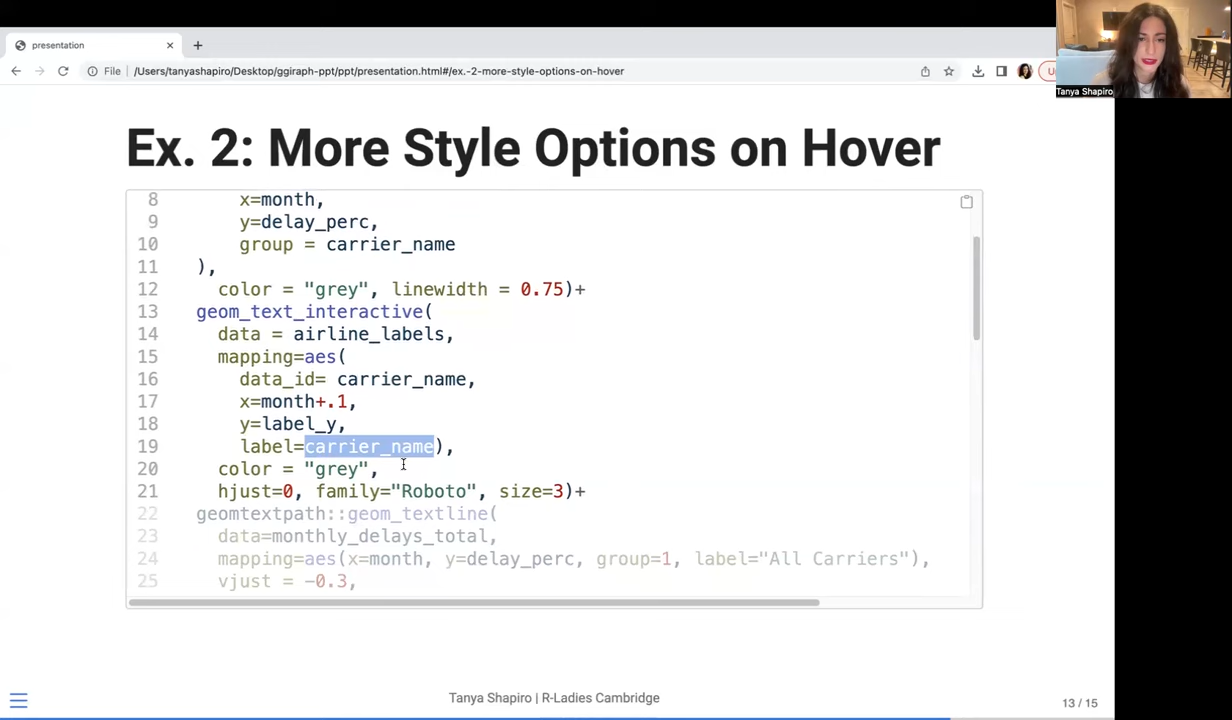 presentation
File
/Users/tanyashapiro/Desktop/ggiraph-ppt/ppt/presentation.html#/ex.-2-more-style-options-on-hover
Tanya Shapiro
Ex. 2: More Style Options on Hover
8 x=month,
9 y=delay_perc,
10 group = carrier_name
11 ),
12 color = "grey", linewidth = 0.75)+
13 geom_text_interactive(
14 data = airline_labels,
15 mapping=aes(
16 data_id= carrier_name,
17 x=month+.1,
18 y=label_y,
19 label=carrier_name),
20 color = "grey",
21 hjust=0, family="Roboto", size=3)+
22 geomtextpath::geom_textline(
23 data=monthly_delays_total,
24 mapping=aes(x=month, y=delay_perc, group=1, label="All Carriers"),
25 vjust = -0.3,
Tanya Shapiro | R-Ladies Cambridge
13 / 15